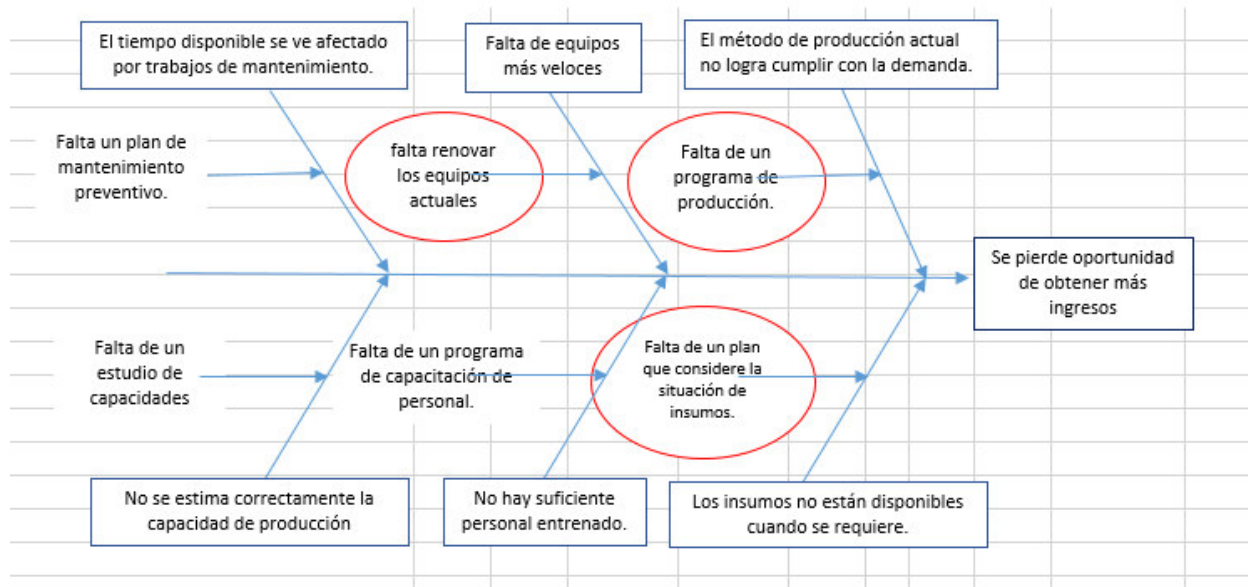 El tiempo disponible se ve afectado
por trabajos de mantenimiento.
Falta de equipos
más veloces
El método de producción actual
no logra cumplir con la demanda.
Falta un plan de
mantenimiento
preventivo.
falta renovar
los equipos
actuales
Falta de un
programa de
producción.
Se pierde oportunidad
de obtener más
ingresos
Falta de un
estudio de
capacidades
Falta de un programa
de capacitación de
personal.
Falta de un plan
que considere la
situación de
insumos.
No se estima correctamente la
capacidad de producción
No hay suficiente
personal entrenado.
Los insumos no están disponibles
cuando se requiere.